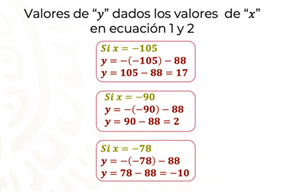 Valores de “y” dados los valores de “x”
en ecuación 1 y 2
Si x = −105
y = −(−105) − 88
y = 105 − 88 = 17
Si x = −90
y = −(−90) − 88
y = 90 − 88 = 2
Si x = −78
y = −(−78) − 88
y = 78 − 88 = −10